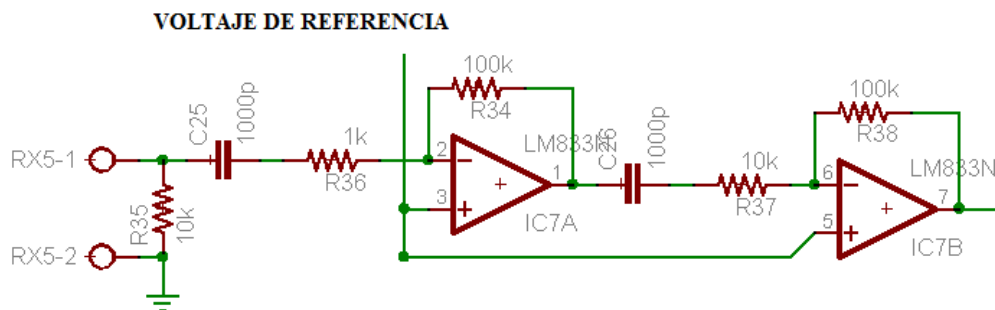 VOLTAJE DE REFERENCIA
100k
R34
100k
R38
C25
1000p
1k
R36
LM833N
C26
1000p
10k
R37
LM833N
RX5-1
2
3
1
IC7A
6
5
7
IC7B
R35
10k
RX5-2